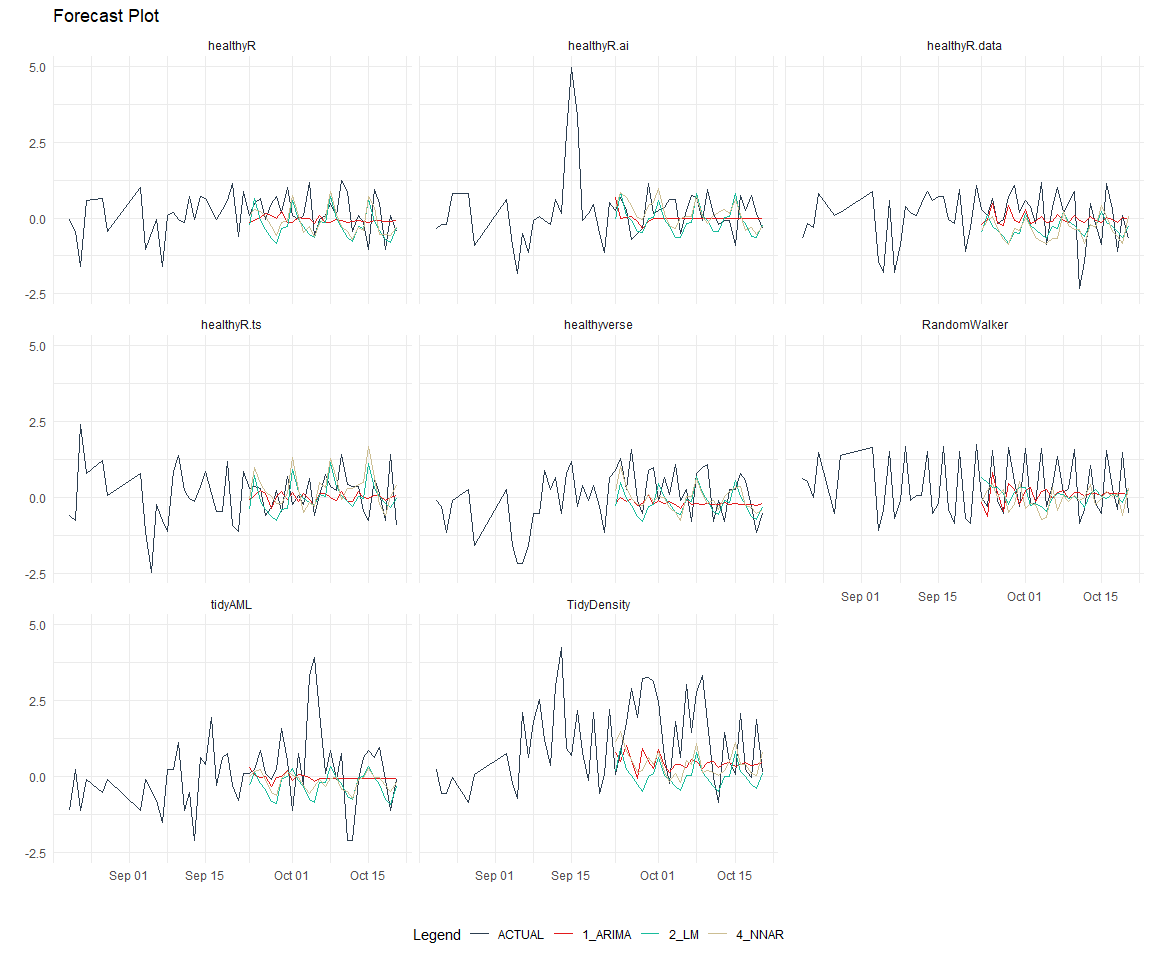 Forecast Plot
healthyR
healthyR.ai
healthyR.data
5.0
2.5
0.0
-2.5
healthyR.ts
healthyverse
RandomWalker
5.0
2.5
0.0
-2.5
Sep 01
Sep 15
Oct 01
Oct 15
tidyAML
TidyDensity
5.0
2.5
0.0
-2.5
Sep 01
Sep 15
Oct 01
Oct 15
Sep 01
Sep 15
Oct 01
Oct 15
Legend ACTUAL 1_ARIMA 2_LM 4_NNAR